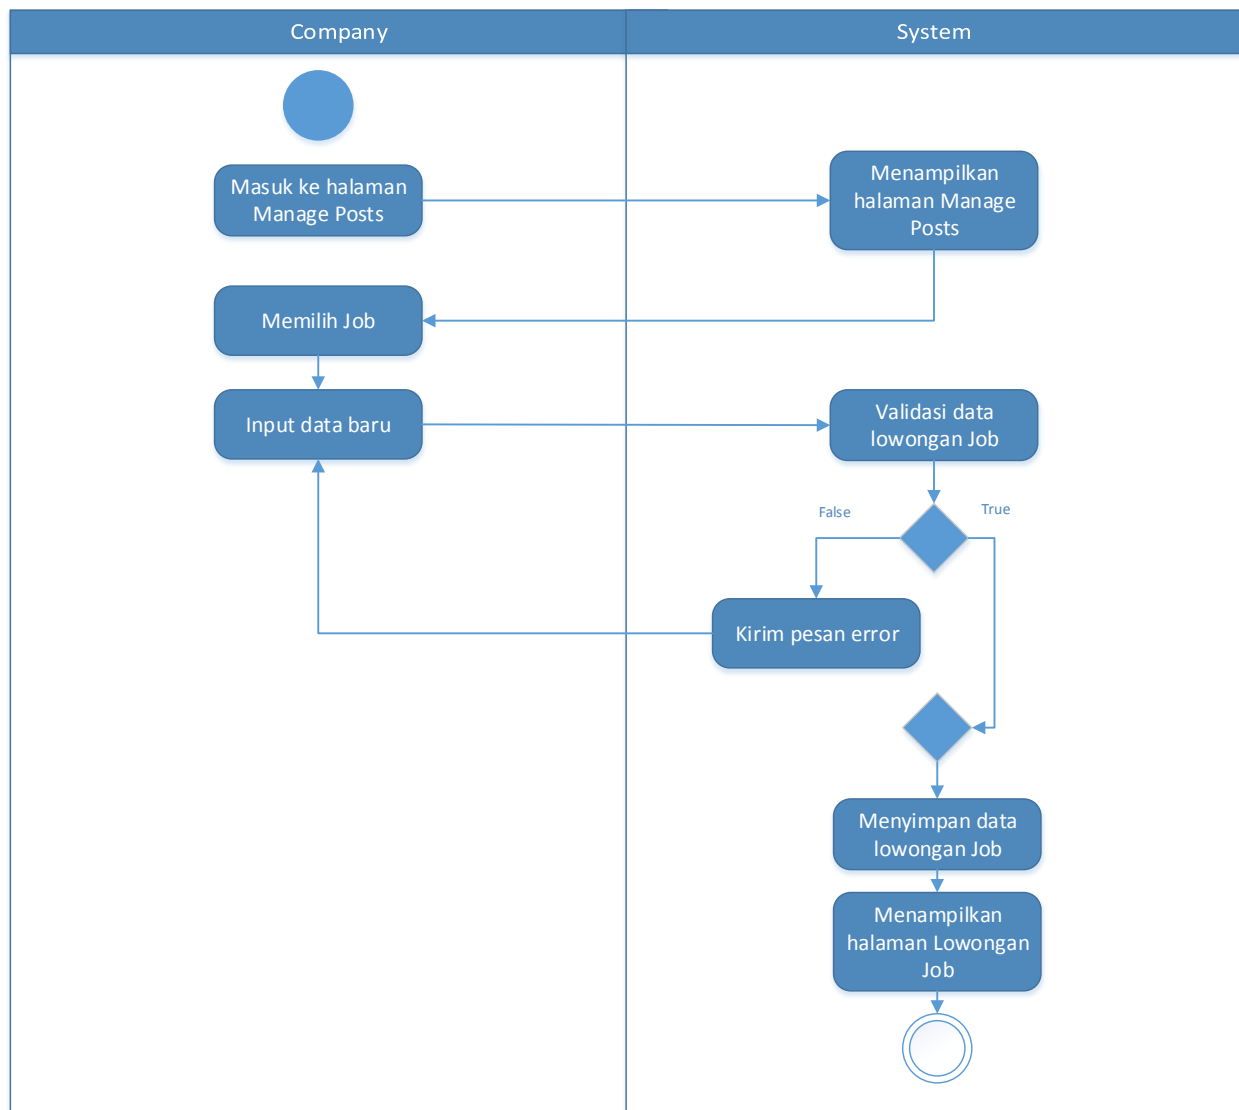 Company
System
Masuk ke halaman
Manage Posts
Menampilkan
halaman Manage
Posts
Memilih Job
Input data baru
Validasi data
lowongan Job
False
True
Kirim pesan error
Menyimpan data
lowongan Job
Menampilkan
halaman Lowongan
Job